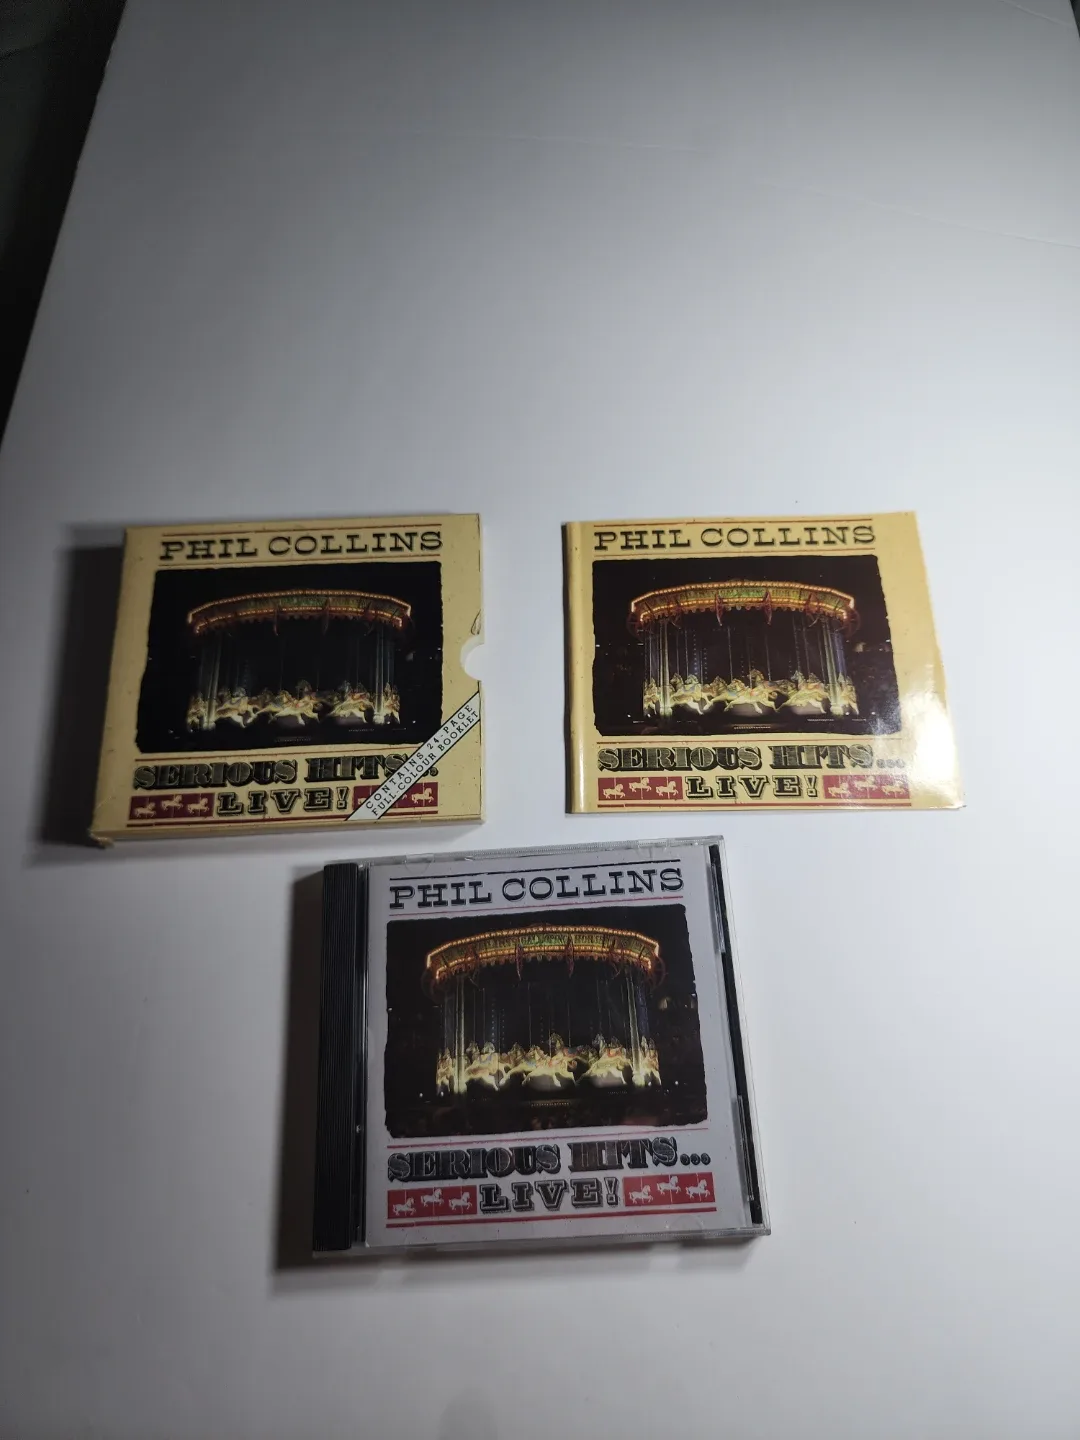 PHIL COLLINS
SERIOUS HITS...
LIVE!
CONTAINS 24-PAGE
FULL-COLOUR BOOKLET
PHIL COLLINS
SERIOUS HITS...
LIVE!
PHIL COLLINS
SERIOUS HITS...
LIVE!